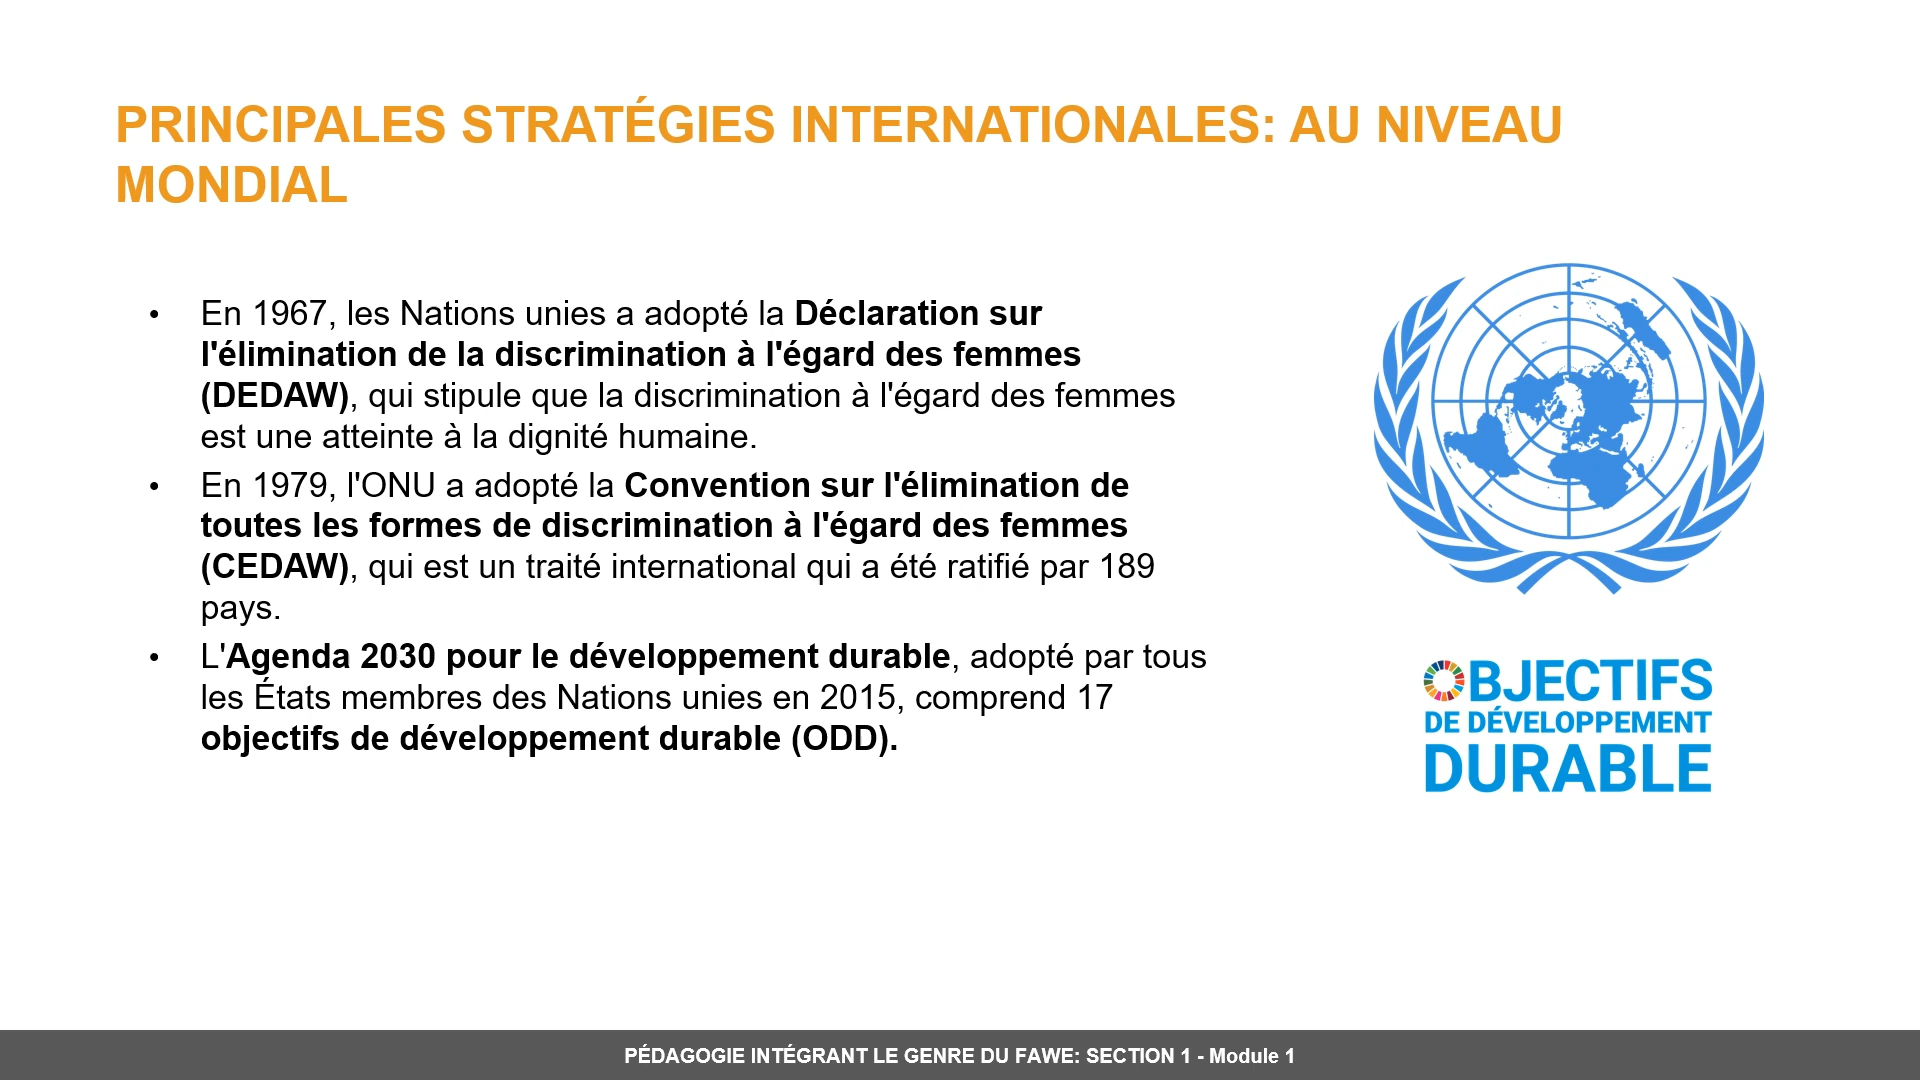 PRINCIPALES STRATÉGIES INTERNATIONALES: AU NIVEAU
MONDIAL
• En 1967, les Nations unies a adopté la Déclaration sur
l'élimination de la discrimination à l'égard des femmes
(DEDAW), qui stipule que la discrimination à l'égard des femmes
est une atteinte à la dignité humaine.
• En 1979, l'ONU a adopté la Convention sur l'élimination de
toutes les formes de discrimination à l'égard des femmes
(CEDAW), qui est un traité international qui a été ratifié par 189
pays.
• L'Agenda 2030 pour le développement durable, adopté par tous
les États membres des Nations unies en 2015, comprend 17
objectifs de développement durable (ODD).
OBJECTIFS
DE DÉVELOPPEMENT
DURABLE
PÉDAGOGIE INTÉGRANT LE GENRE DU FAWE: SECTION 1 - Module 1